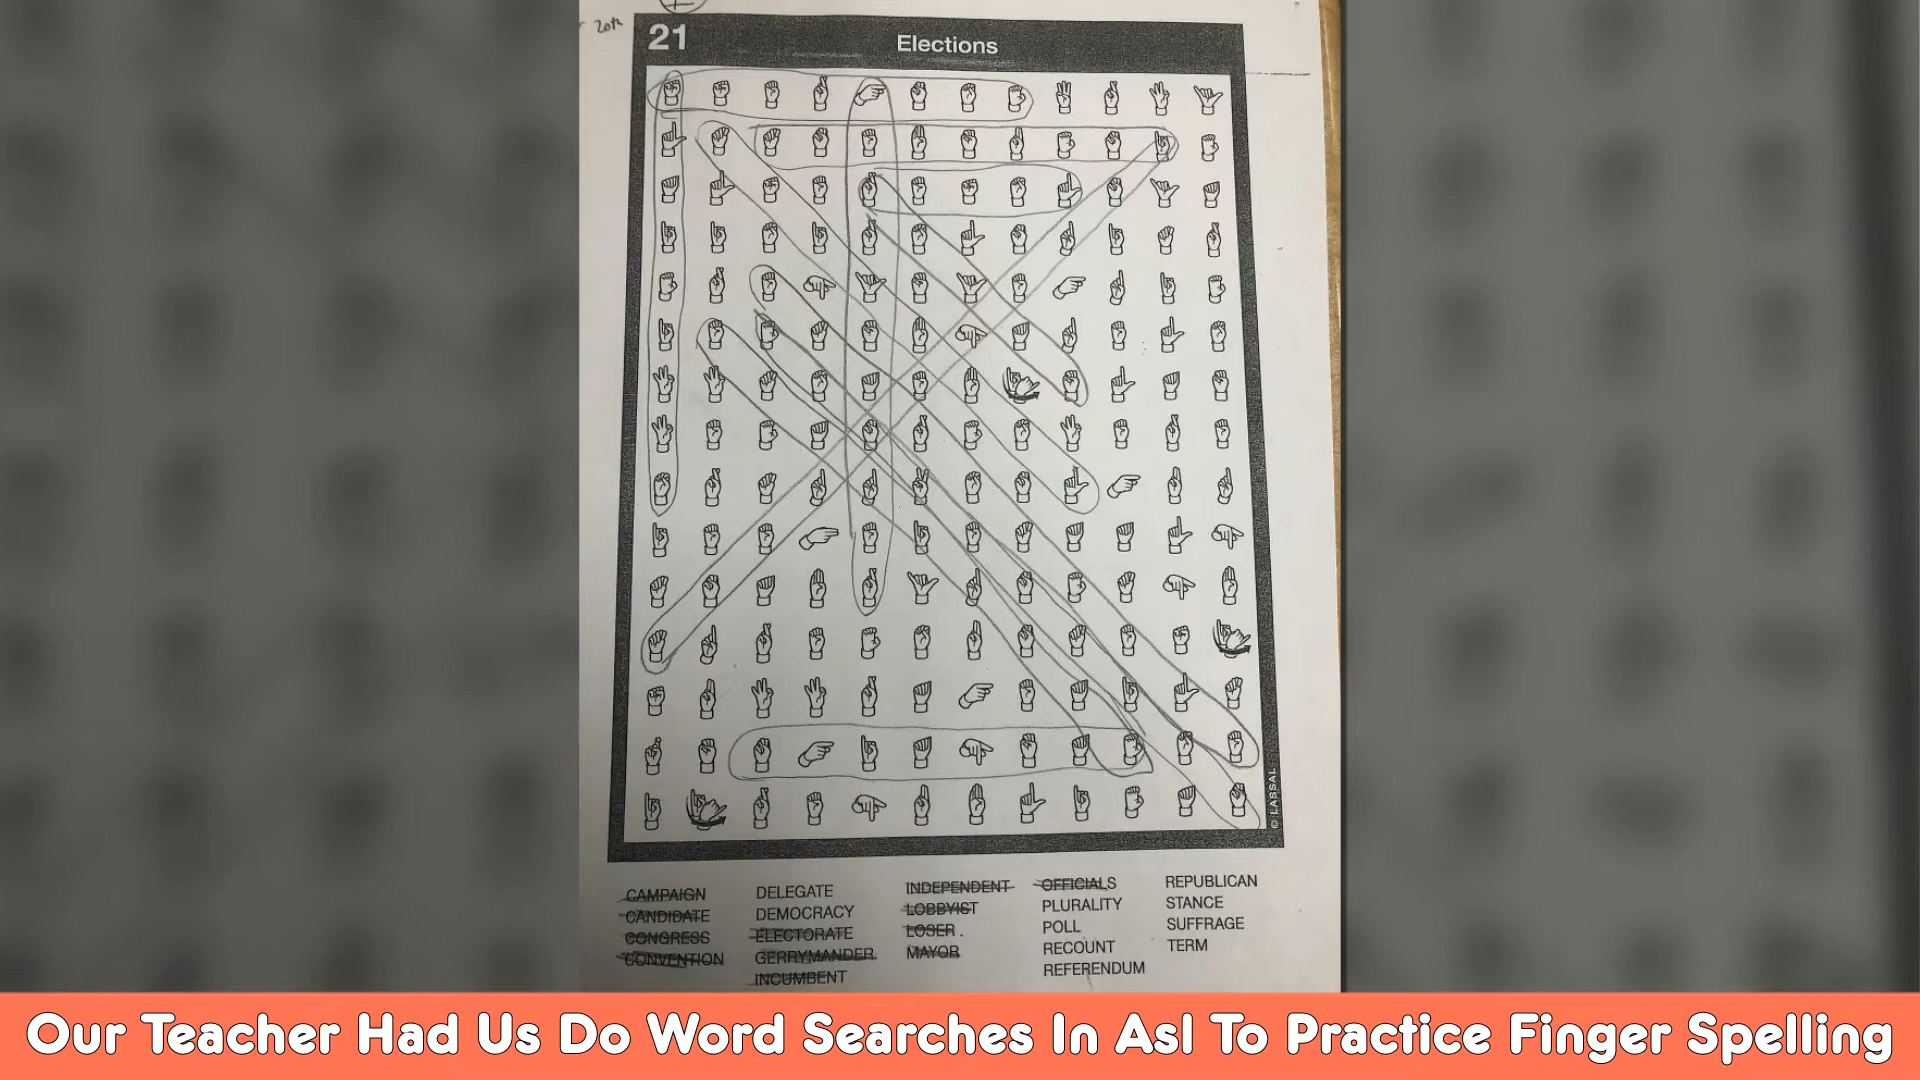 20th
21
Elections
© LASSAL
CAMPAIGN DELEGATE INDEPENDENT OFFICIALS REPUBLICAN
CANDIDATE DEMOCRACY LOBBYIST PLURALITY STANCE
CONGRESS ELECTORATE LOSER . POLL SUFFRAGE
CONVENTION GERRYMANDER MAYOR RECOUNT TERM
INCUMBENT REFERENDUM
Our Teacher Had Us Do Word Searches In Asl To Practice Finger Spelling